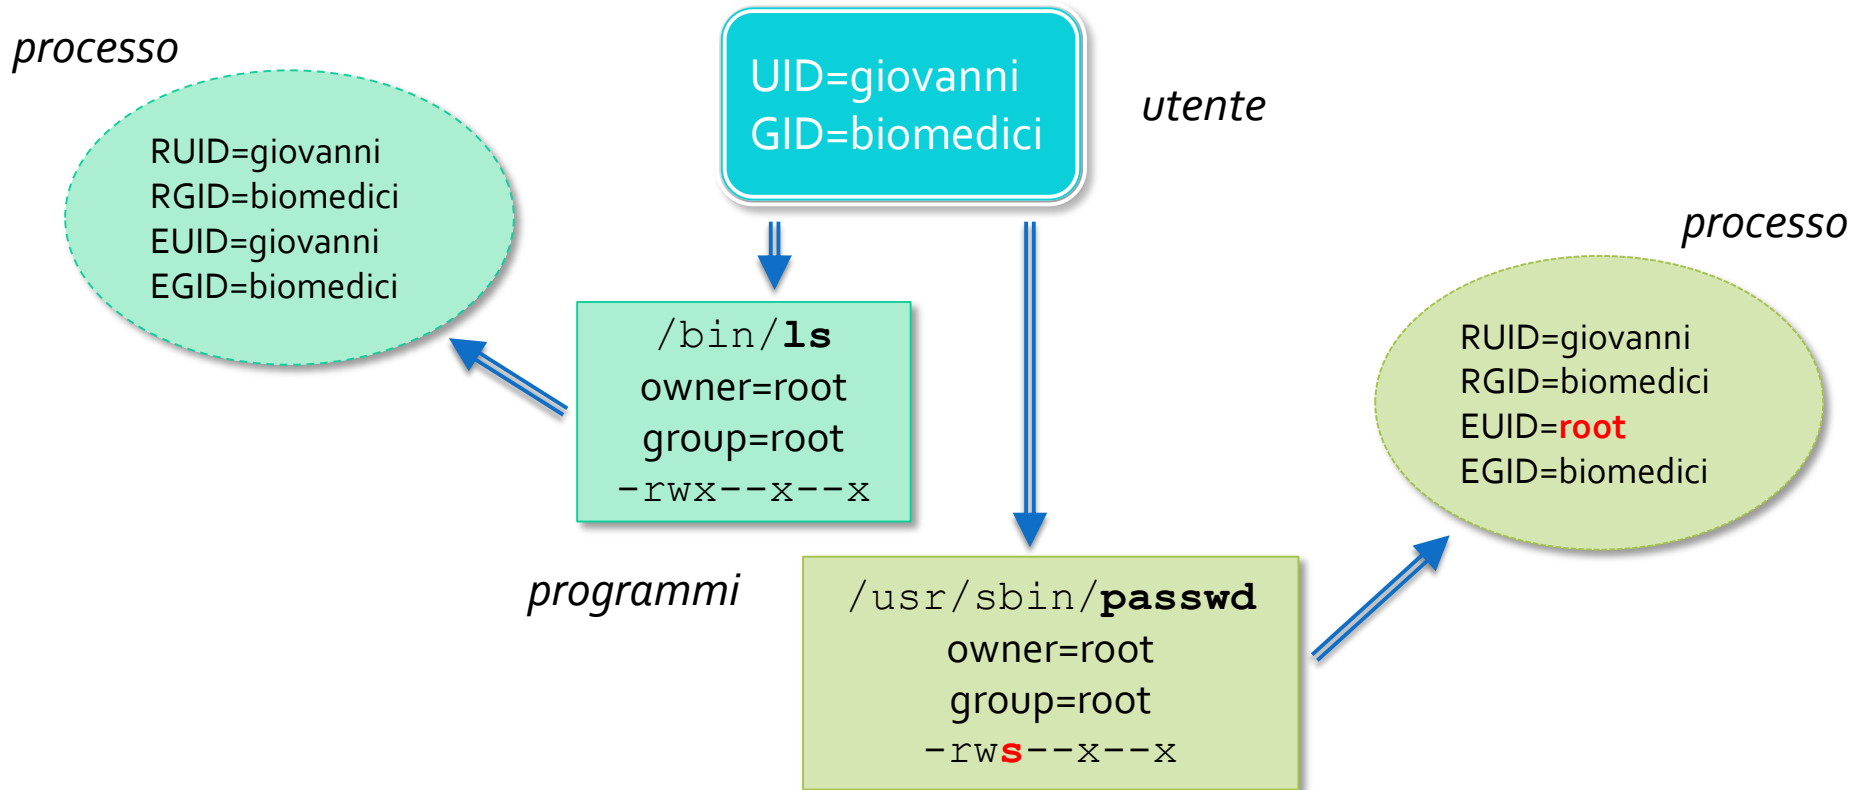 processo
RUID=giovanni
RGID=biomedici
EUID=giovanni
EGID=biomedici
UID=giovanni
GID=biomedici
utente
/bin/ls
owner=root
group=root
-rwx--x--x
programmi
/usr/sbin/passwd
owner=root
group=root
-rws--x--x
processo
RUID=giovanni
RGID=biomedici
EUID=root
EGID=biomedici